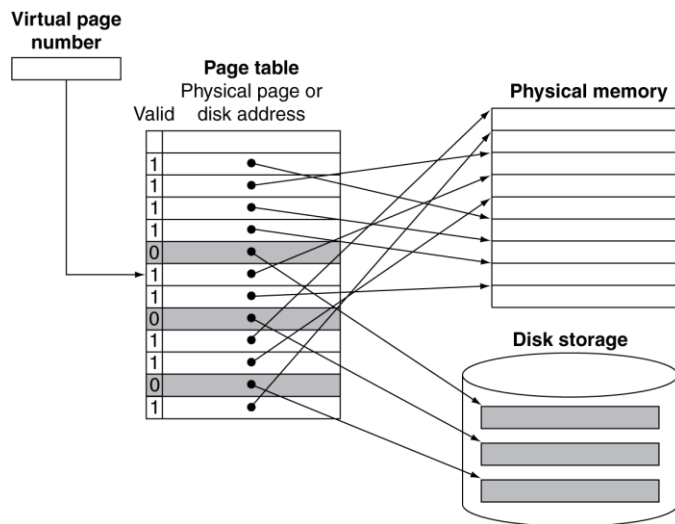 Virtual page
number
Page table
Physical page or
Valid disk address
Physical memory
1
1
1
1
0
1
1
0
1
1
0
1
Disk storage